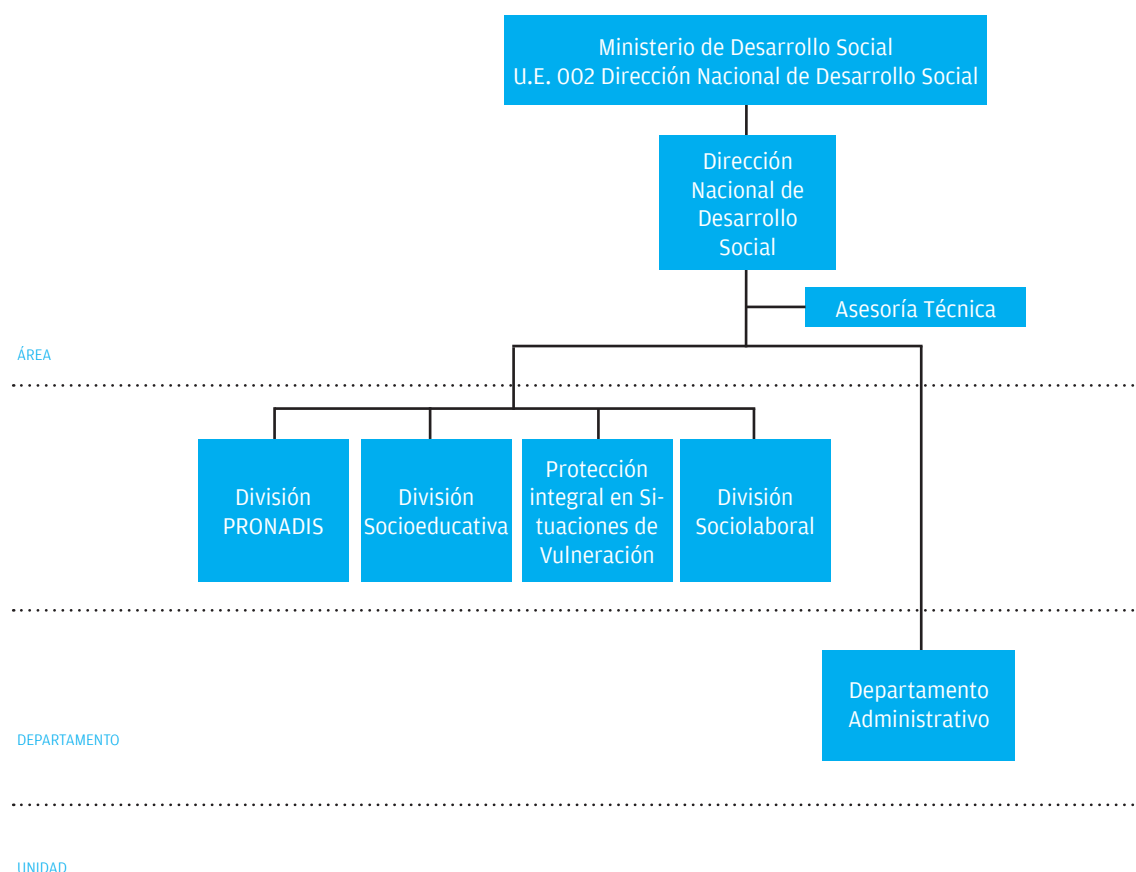 Ministerio de Desarrollo Social
U.E. 002 Dirección Nacional de Desarrollo Social
Dirección
Nacional de
Desarrollo
Social
Asesoría Técnica
ÁREA
División
PRONADIS
División
Socioeducativa
Protección
integral en Si-
tuaciones de
Vulneración
División
Sociolaboral
Departamento
Administrativo
DEPARTAMENTO
UNIDAD